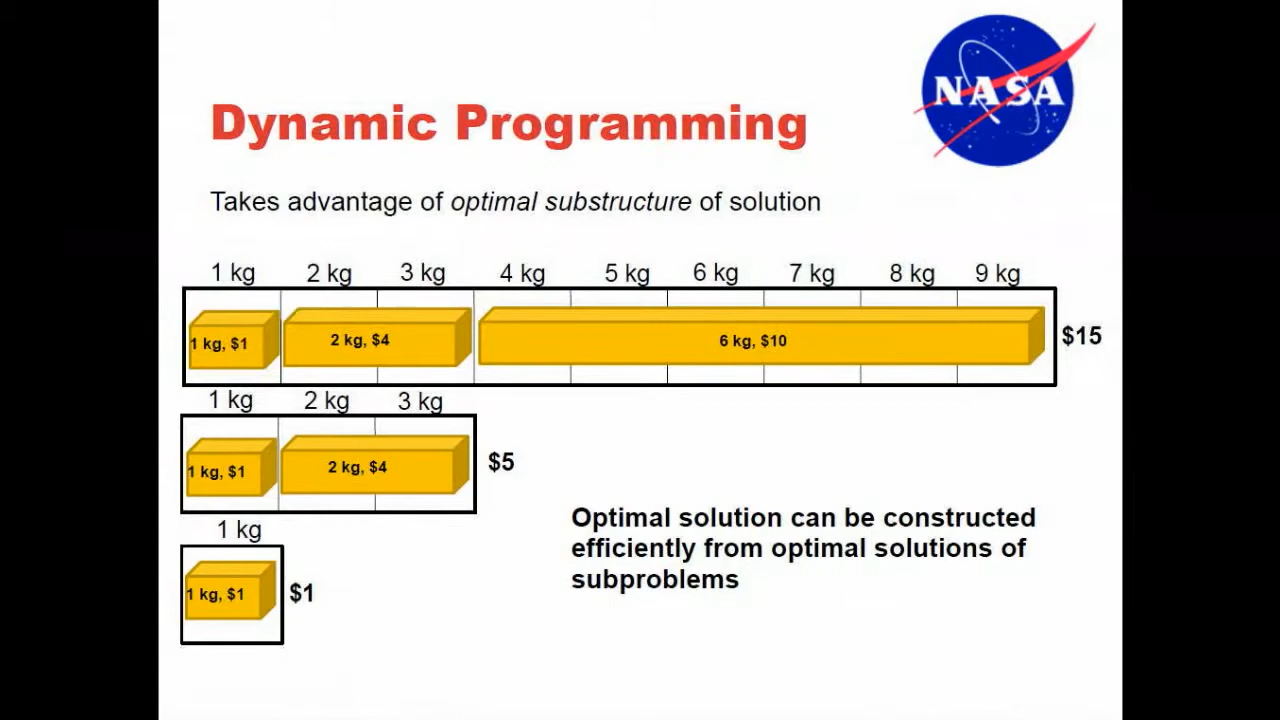 NASA
Dynamic Programming
Takes advantage of optimal substructure of solution
1 kg 2 kg 3 kg 4 kg 5 kg 6 kg 7 kg 8 kg 9 kg
1 kg, $1 2 kg, $4 6 kg, $10 $15
1 kg 2 kg 3 kg
1 kg, $1 2 kg, $4 $5
Optimal solution can be constructed
efficiently from optimal solutions of
subproblems
1 kg
1 kg, $1 $1